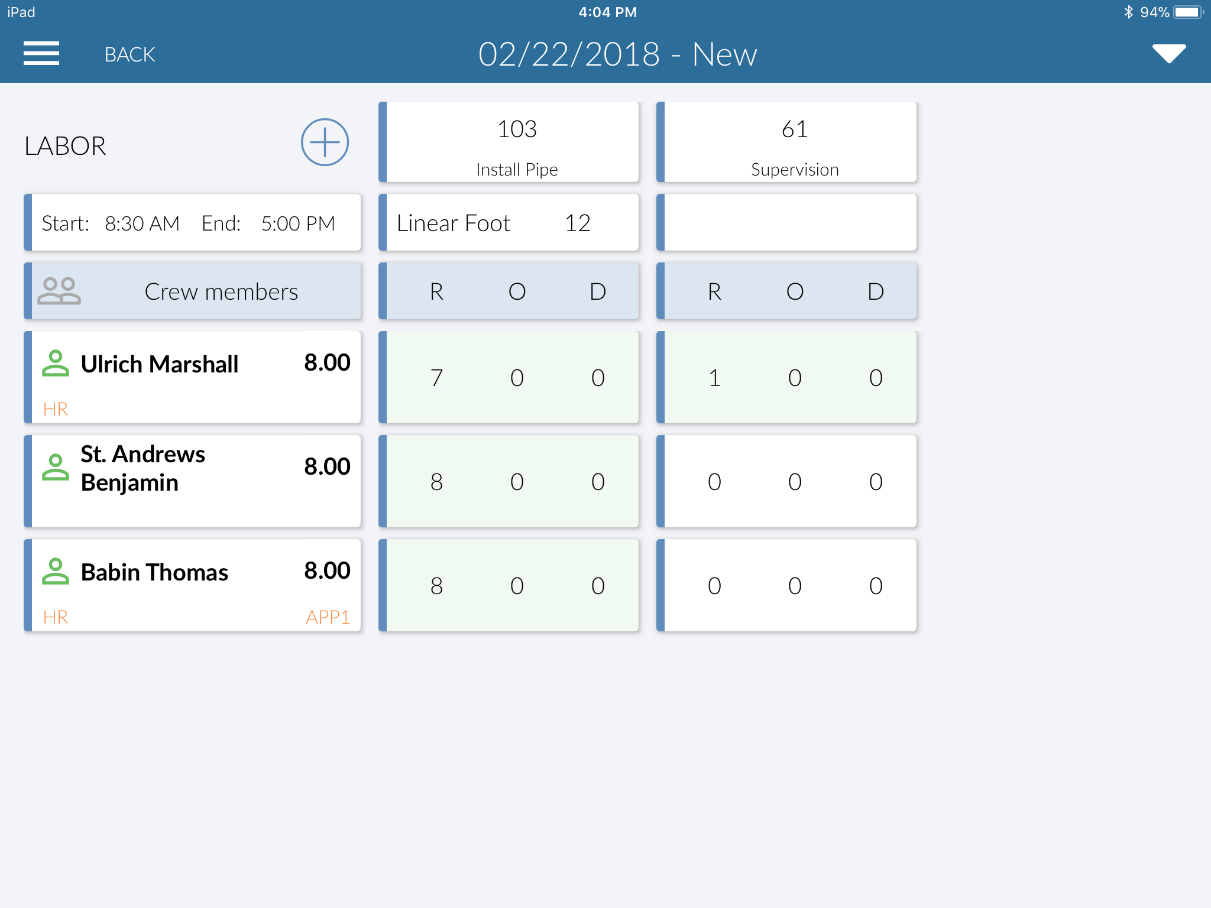 iPad
4:04 PM
94%
BACK
02/22/2018 - New
LABOR
103
Install Pipe
61
Supervision
Start: 8:30 AM End: 5:00 PM
Linear Foot 12
Crew members
R O D
R O D
Ulrich Marshall 8.00
HR
7 0 0
1 0 0
St. Andrews
Benjamin
8.00
8 0 0
0 0 0
Babin Thomas 8.00
HR APP1
8 0 0
0 0 0